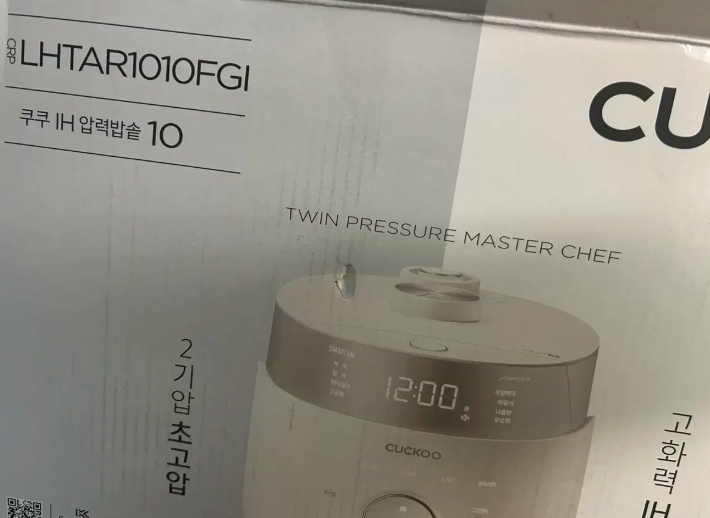 CRP LHTAR1010FGI
쿠쿠 IH 압력밥솥 10
CU
TWIN PRESSURE MASTER CHEF
2기압 초고압
12:00
CUCKOO
고화력 IH